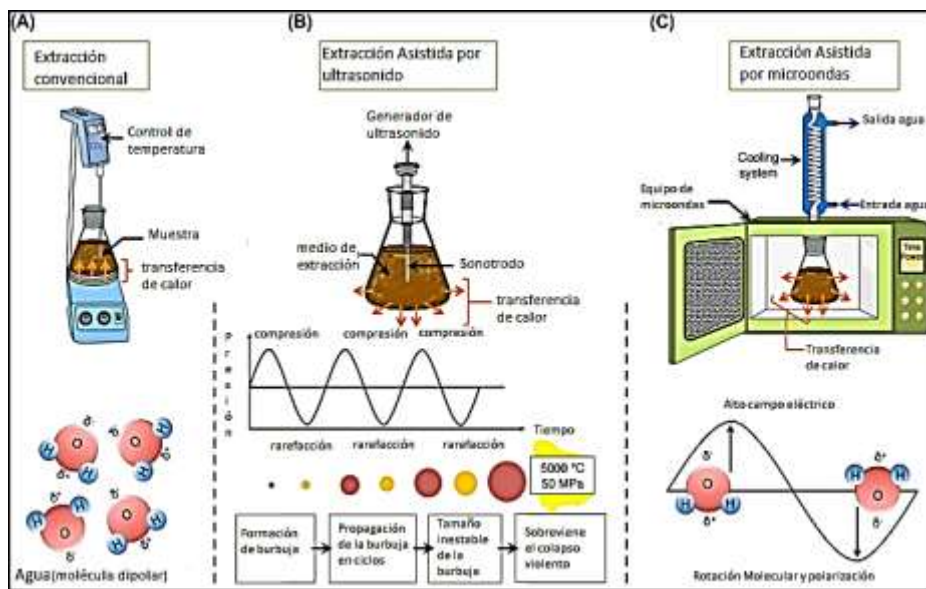 (A)
Extracción
convencional
Control de
temperatura
Muestra
transferencia
de calor
δ-
O
H
H
δ+
δ-
O
H
H
δ+
δ+
H
H
O
δ-
δ-
O
H
H
δ+
Agua(molécula dipolar)
(B)
Extracción Asistida por
ultrasonido
Generador de
ultrasonido
medio de
extracción
Sonotrodo
transferencia
de calor
compresión
compresión
compresión
Presión
Tiempo
rarefacción
rarefacción
rarefacción
5000 °C
50 MPa
Formación
de burbuja
Propagación
de la burbuja
en ciclos
Tamaño
inestable
de la
burbuja
Sobreviene
el colapso
violento
(C)
Extracción Asistida
por microondas
Salida agua
Cooling
system
Equipo de
microondas
Entrada agua
Time
Power
Transferencia
de calor
Alto campo eléctrico
δ-
O
H
H
δ+
δ+
H
H
O
δ-
Rotación Molecular y polarización